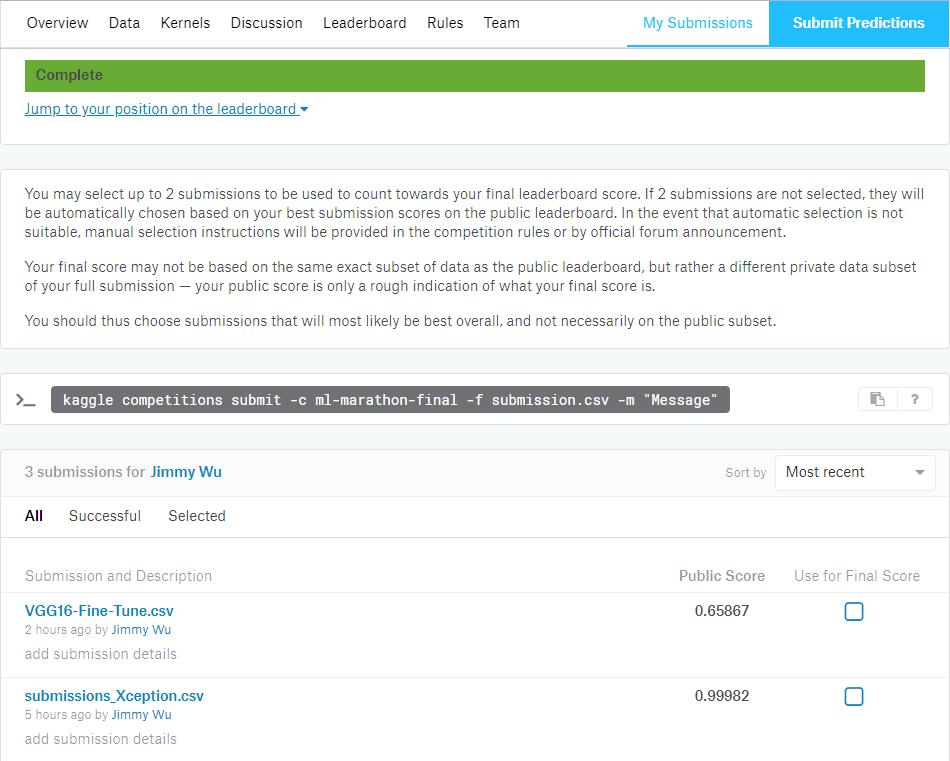 Overview Data Kernels Discussion Leaderboard Rules Team My Submissions Submit Predictions
Complete
Jump to your position on the leaderboard
You may select up to 2 submissions to be used to count towards your final leaderboard score. If 2 submissions are not selected, they will
be automatically chosen based on your best submission scores on the public leaderboard. In the event that automatic selection is not
suitable, manual selection instructions will be provided in the competition rules or by official forum announcement.
Your final score may not be based on the same exact subset of data as the public leaderboard, but rather a different private data subset
of your full submission — your public score is only a rough indication of what your final score is.
You should thus choose submissions that will most likely be best overall, and not necessarily on the public subset.
>_ kaggle competitions submit -c ml-marathon-final -f submission.csv -m "Message" ?
3 submissions for Jimmy Wu Sort by Most recent
All Successful Selected
Submission and Description Public Score Use for Final Score
VGG16-Fine-Tune.csv 0.65867
2 hours ago by Jimmy Wu
add submission details
submissions_Xception.csv 0.99982
5 hours ago by Jimmy Wu
add submission details